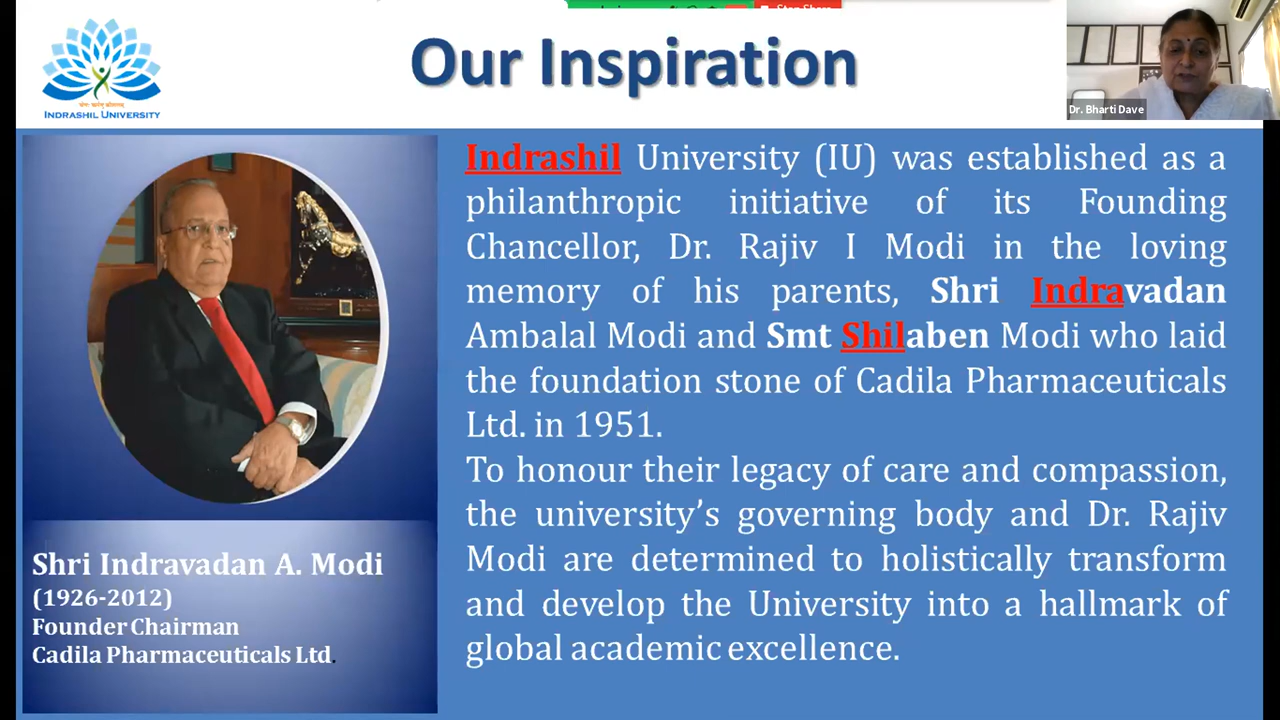 Our Inspiration
INDRASHIL UNIVERSITY
Dr. Bharti Dave
Indrashil University (IU) was established as a
philanthropic initiative of its Founding
Chancellor, Dr. Rajiv I Modi in the loving
memory of his parents, Shri Indravadan
Ambalal Modi and Smt Shilaben Modi who laid
the foundation stone of Cadila Pharmaceuticals
Ltd. in 1951.
To honour their legacy of care and compassion,
the university’s governing body and Dr. Rajiv
Modi are determined to holistically transform
and develop the University into a hallmark of
global academic excellence.
Shri Indravadan A. Modi
(1926-2012)
Founder Chairman
Cadila Pharmaceuticals Ltd.